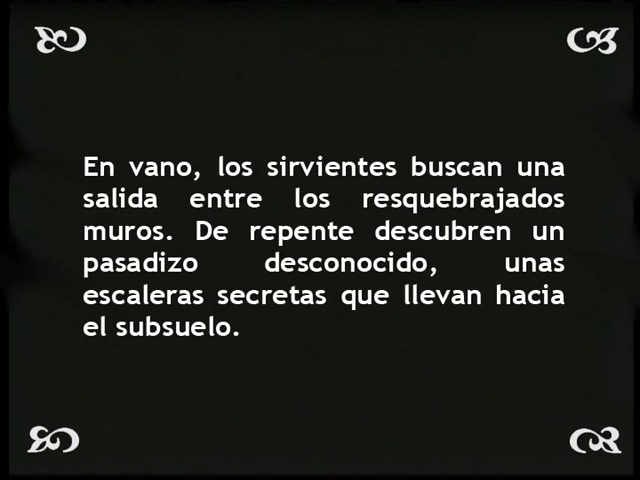 En vano, los sirvientes buscan una
salida entre los resquebrajados
muros. De repente descubren un
pasadizo desconocido, unas
escaleras secretas que llevan hacia
el subsuelo.